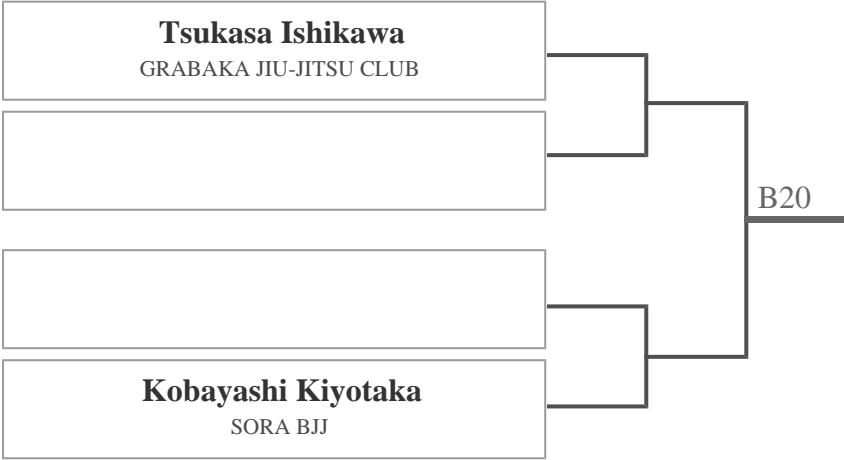 Tsukasa Ishikawa
GRABAKA JIU-JITSU CLUB
B20
Kobayashi Kiyotaka
SORA BJJ